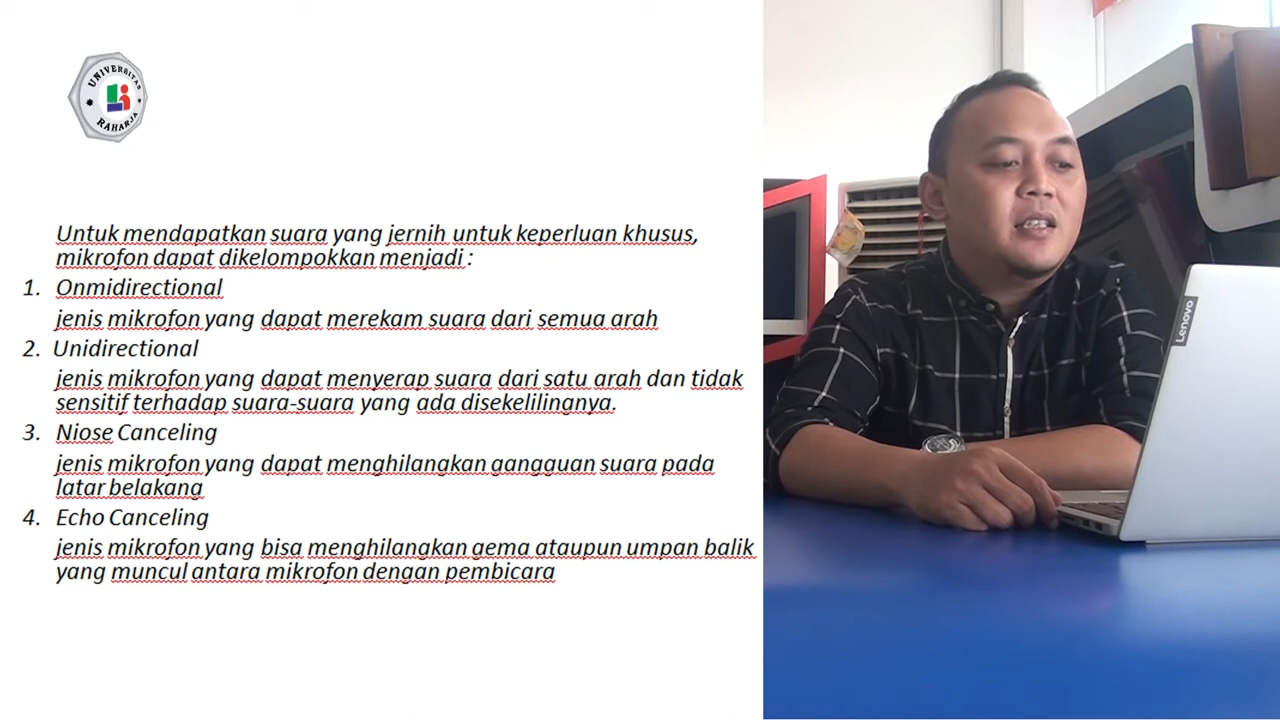 UNIVERSITAS
RAHARJA
Untuk mendapatkan suara yang jernih untuk keperluan khusus,
mikrofon dapat dikelompokkan menjadi :
1. Onmidirectional
jenis mikrofon yang dapat merekam suara dari semua arah
2. Unidirectional
jenis mikrofon yang dapat menyerap suara dari satu arah dan tidak
sensitif terhadap suara-suara yang ada disekelilingnya.
3. Niose Canceling
jenis mikrofon yang dapat menghilangkan gangguan suara pada
latar belakang
4. Echo Canceling
jenis mikrofon yang bisa menghilangkan gema ataupun umpan balik
yang muncul antara mikrofon dengan pembicara
Lenovo